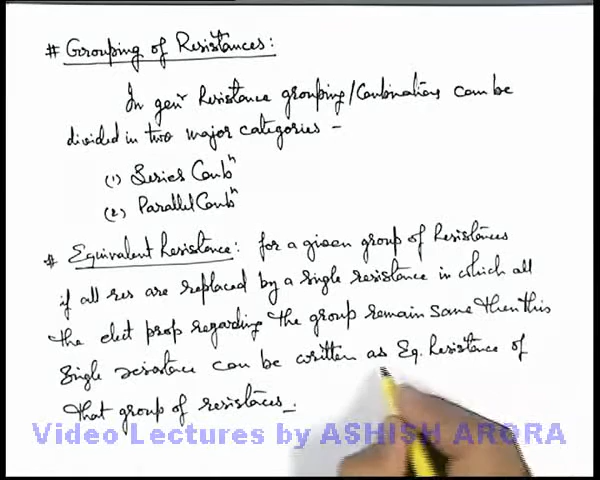 # Grouping of Resistances:
In genr Resistance grouping/Combinations can be
divided in two major categories -
(1) Series Combn
(2) Parallel Combn
# Equivalent Resistance: for a given group of Resistances
if all res are replaced by a single resistance in which all
the elect prop regarding the group remain same then this
single resistance can be written as Eq. Resistance of
that group of resistances.
Video Lectures by ASHISH ARORA